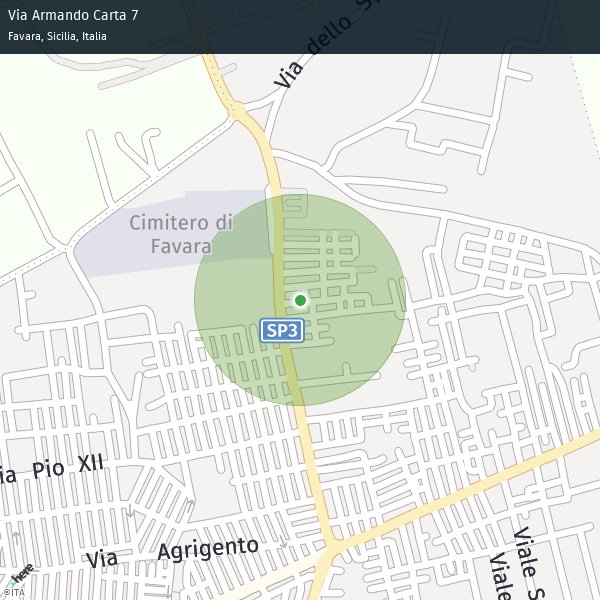 Via Armando Carta 7
Favara, Sicilia, Italia
Via dello S
Cimitero di
Favara
SP3
ia Pio XII
Via Agrigento
Viale S
Viale
here
©ITA